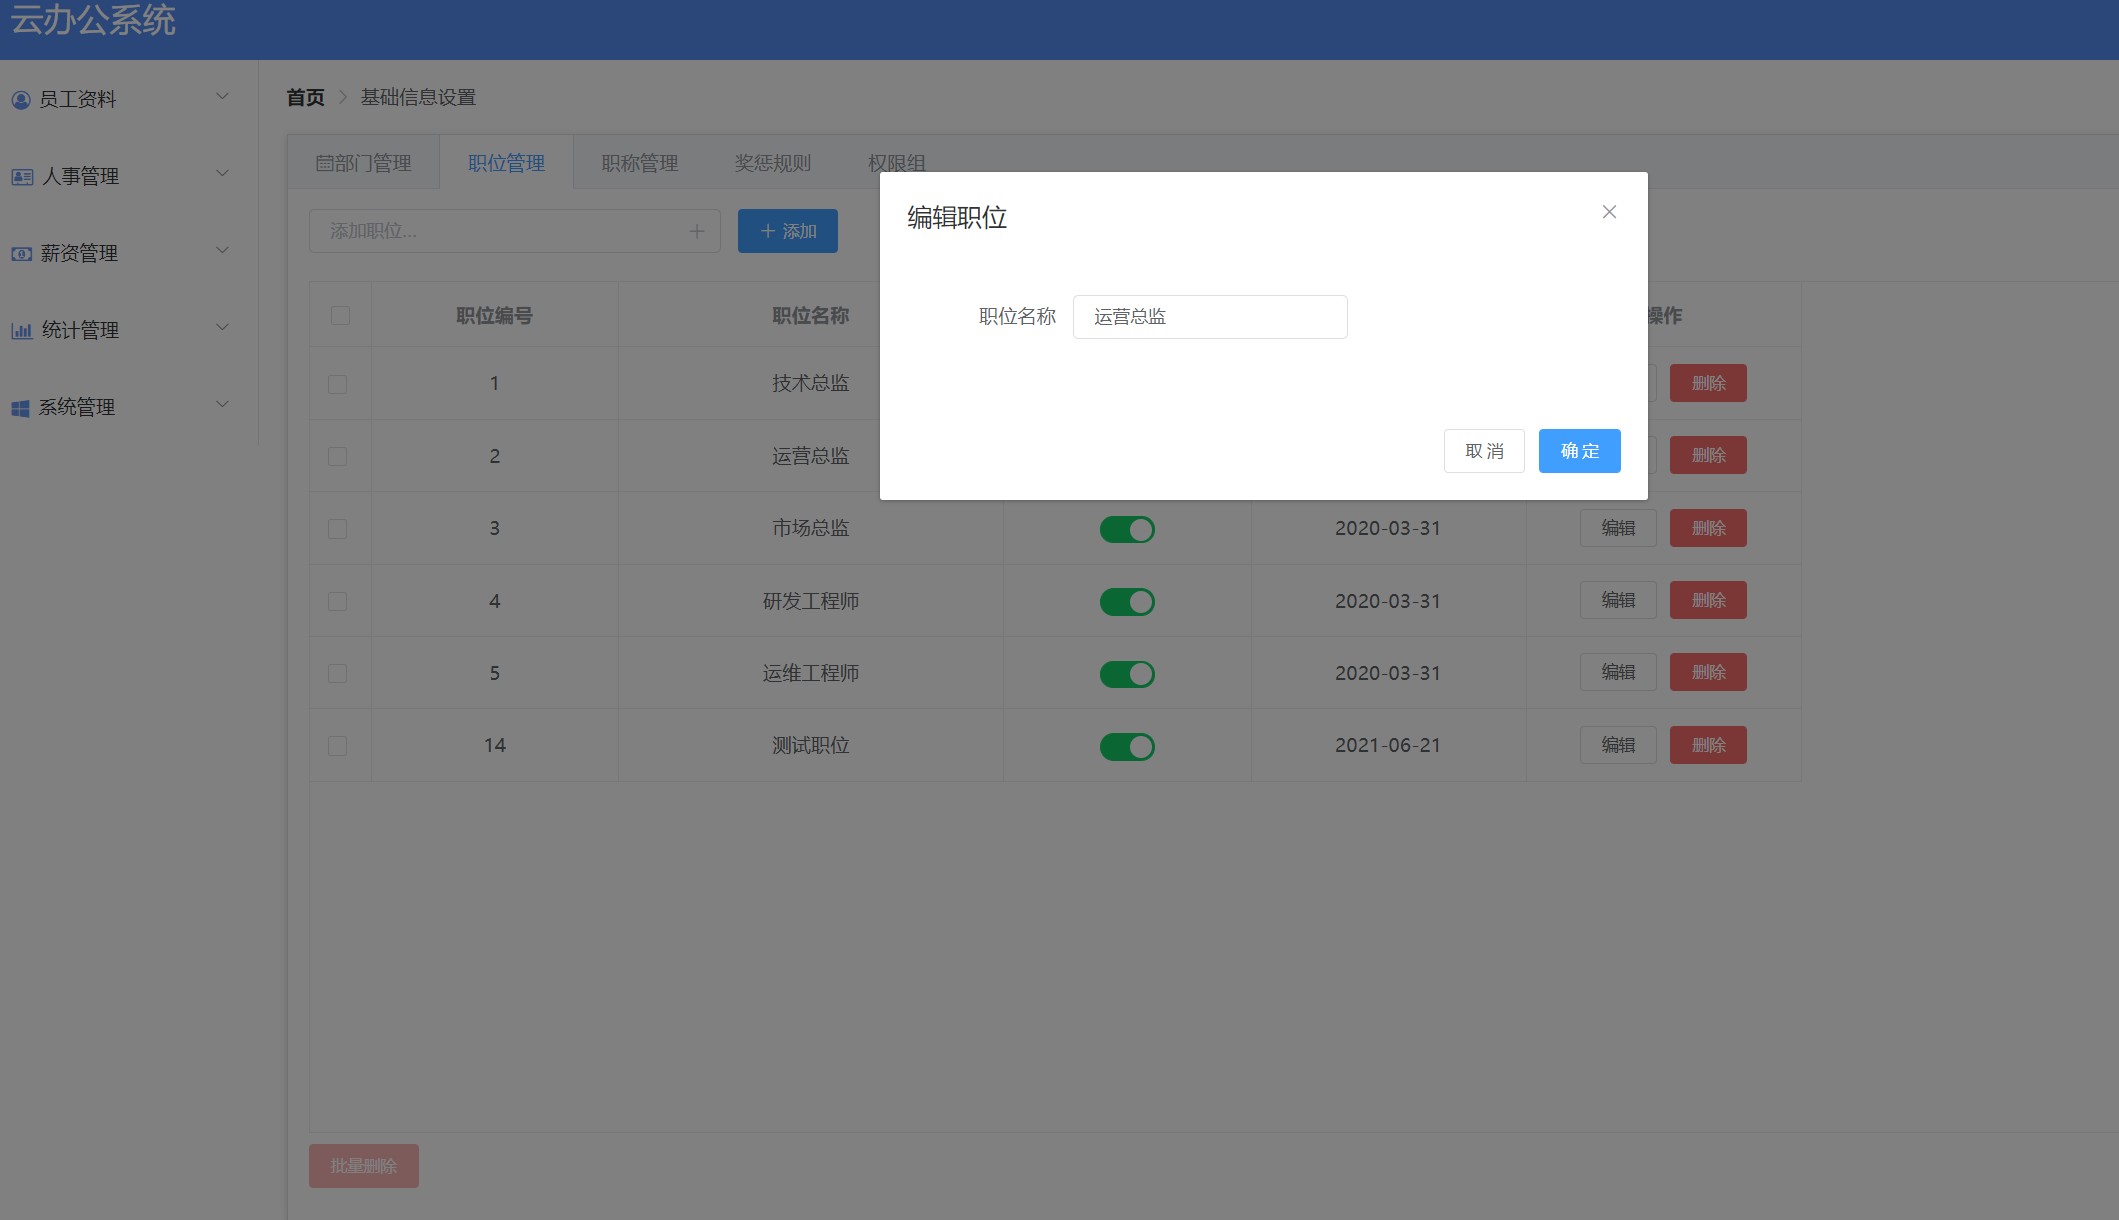 云办公系统
员工资料
人事管理
薪资管理
统计管理
系统管理
首页 基础信息设置
部门管理 职位管理 职称管理 奖惩规则 权限组
添加职位... 添加
编辑职位
职位名称 运营总监
取 消 确 定
职位编号 职位名称 操作
1 技术总监 删除
2 运营总监 删除
3 市场总监 2020-03-31 编辑 删除
4 研发工程师 2020-03-31 编辑 删除
5 运维工程师 2020-03-31 编辑 删除
14 测试职位 2021-06-21 编辑 删除
批量删除